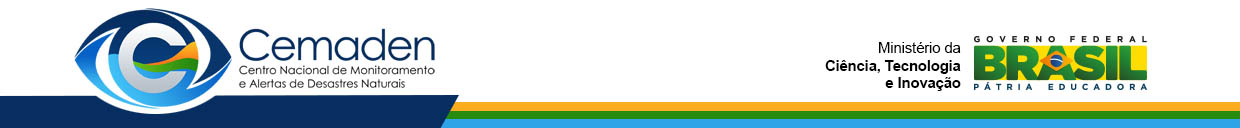 Cemaden
Centro Nacional de Monitoramento
e Alertas de Desastres Naturais
Ministério da
Ciência, Tecnologia
e Inovação
GOVERNO FEDERAL
BRASIL
PÁTRIA EDUCADORA